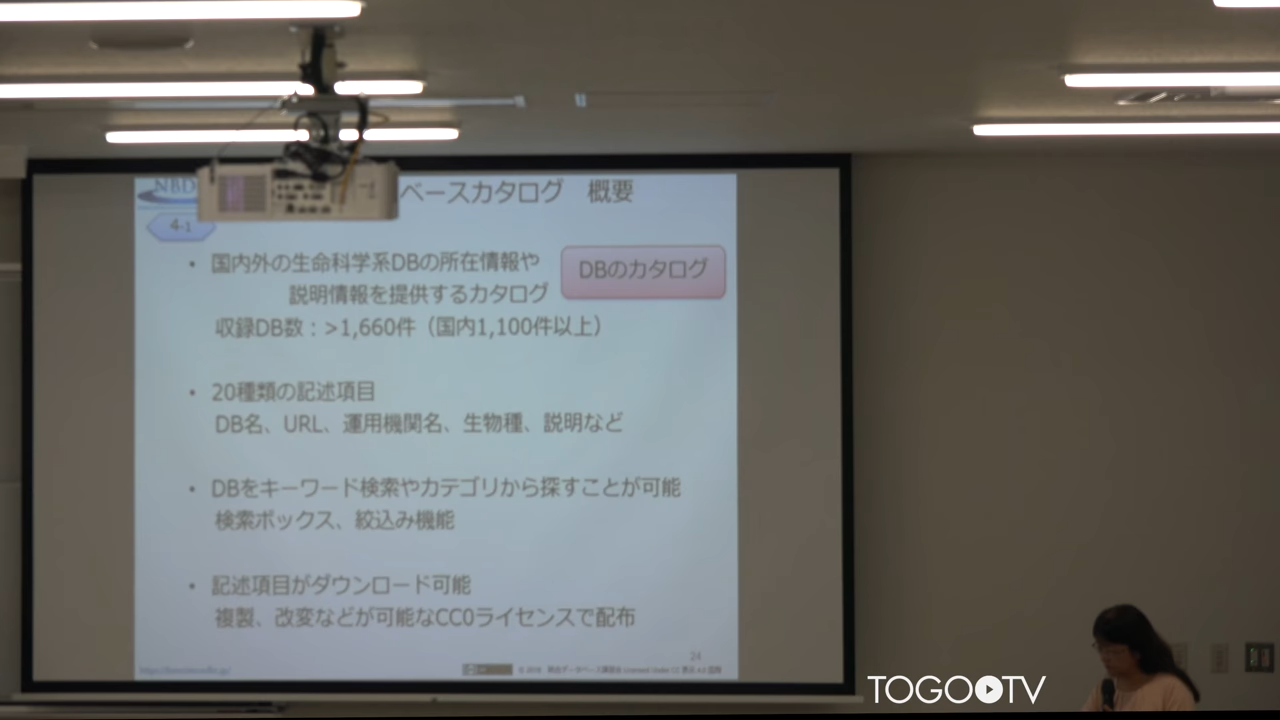 NBD
ベースカタログ 概要
4-1
・ 国内外の生命科学系DBの所在情報や
説明情報を提供するカタログ
DBのカタログ
収録DB数：>1,660件（国内1,100件以上）
・ 20種類の記述項目
DB名、URL、運用機関名、生物種、説明など
・ DBをキーワード検索やカテゴリから探すことが可能
検索ボックス、絞込み機能
・ 記述項目がダウンロード可能
複製、改変などが可能なCC0ライセンスで配布
24
TOGO TV